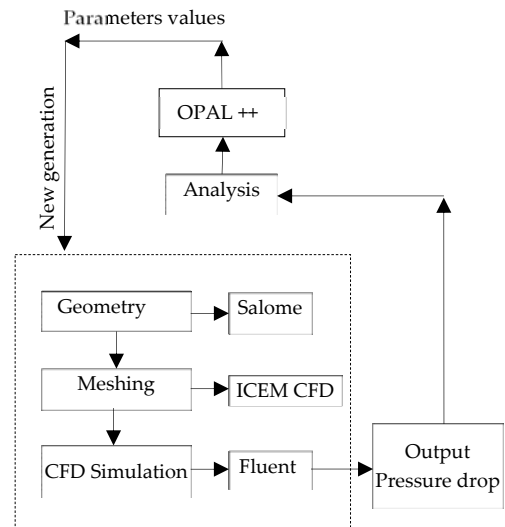 Parameters values
New generation
OPAL ++
Analysis
Geometry
Salome
Meshing
ICEM CFD
CFD Simulation
Fluent
Output
Pressure drop